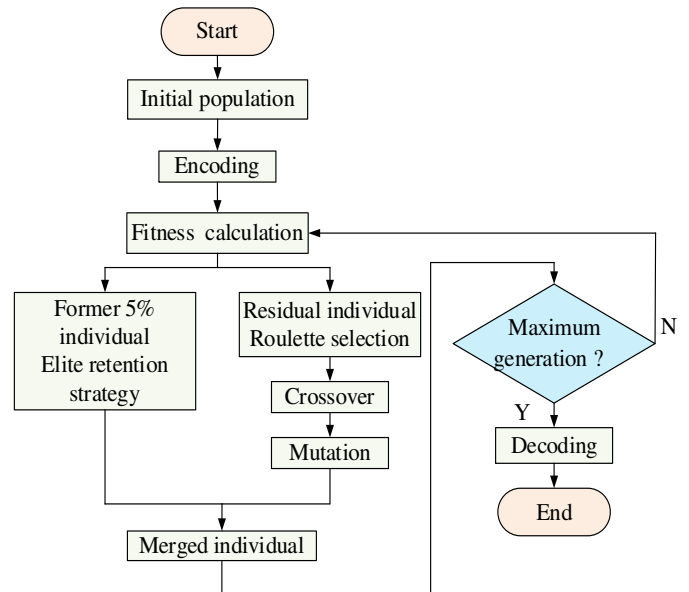 Start
Initial population
Encoding
Fitness calculation
Former 5%
individual
Elite retention
strategy
Residual individual
Roulette selection
Crossover
Mutation
Merged individual
Maximum
generation ?
N
Y
Decoding
End